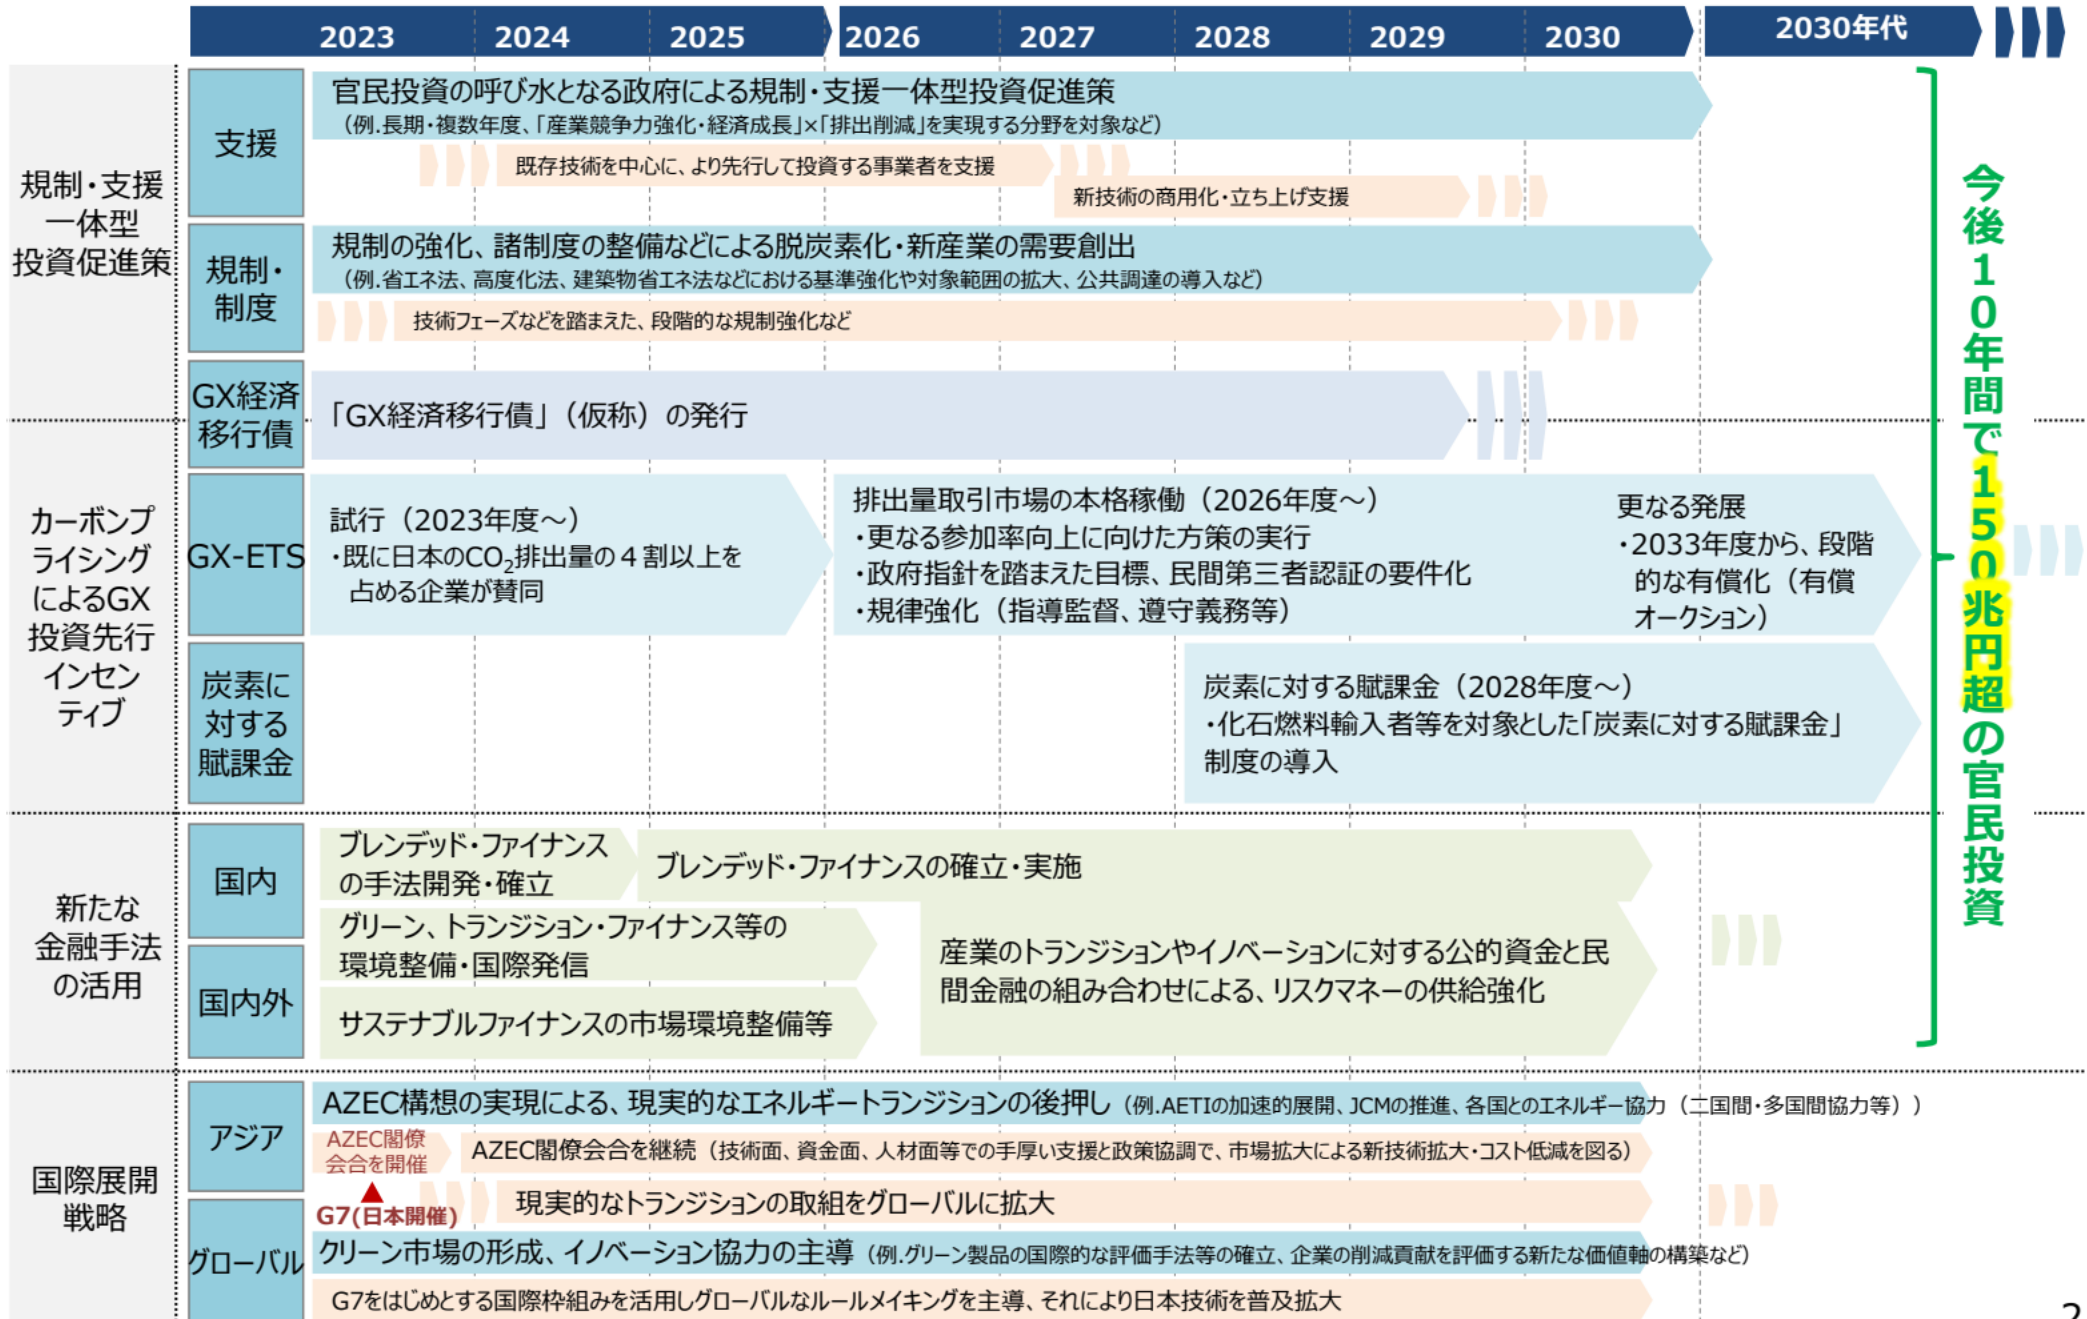 2023 2024 2025 2026 2027 2028 2029 2030 2030年代
規制・支援
一体型
投資促進策
支援
官民投資の呼び水となる政府による規制・支援一体型投資促進策
（例.長期・複数年度、「産業競争力強化・経済成長」×「排出削減」を実現する分野を対象など）
既存技術を中心に、より先行して投資する事業者を支援
新技術の商用化・立ち上げ支援
規制・
制度
規制の強化、諸制度の整備などによる脱炭素化・新産業の需要創出
（例.省エネ法、高度化法、建築物省エネ法などにおける基準強化や対象範囲の拡大、公共調達の導入など）
技術フェーズなどを踏まえた、段階的な規制強化など
GX経済
移行債
「GX経済移行債」（仮称）の発行
カーボンプ
ライシング
によるGX
投資先行
インセン
ティブ
GX-ETS
試行（2023年度～）
・既に日本のCO2排出量の４割以上を
占める企業が賛同
排出量取引市場の本格稼働（2026年度～）
・更なる参加率向上に向けた方策の実行
・政府指針を踏まえた目標、民間第三者認証の要件化
・規律強化（指導監督、遵守義務等）
更なる発展
・2033年度から、段階
的な有償化（有償
オークション）
炭素に
対する
賦課金
炭素に対する賦課金（2028年度～）
・化石燃料輸入者等を対象とした「炭素に対する賦課金」
制度の導入
新たな
金融手法
の活用
国内
ブレンデッド・ファイナンス
の手法開発・確立
ブレンデッド・ファイナンスの確立・実施
国内外
グリーン、トランジション・ファイナンス等の
環境整備・国際発信
サステナブルファイナンスの市場環境整備等
産業のトランジションやイノベーションに対する公的資金と民
間金融の組み合わせによる、リスクマネーの供給強化
国際展開
戦略
アジア
AZEC構想の実現による、現実的なエネルギートランジションの後押し（例.AETIの加速的展開、JCMの推進、各国とのエネルギー協力（二国間・多国間協力等））
AZEC閣僚
会合を開催
AZEC閣僚会合を継続（技術面、資金面、人材面等での手厚い支援と政策協調で、市場拡大による新技術拡大・コスト低減を図る）
G7(日本開催)
現実的なトランジションの取組をグローバルに拡大
グローバル
クリーン市場の形成、イノベーション協力の主導（例.グリーン製品の国際的な評価手法等の確立、企業の削減貢献を評価する新たな価値軸の構築など）
G7をはじめとする国際枠組みを活用しグローバルなルールメイキングを主導、それにより日本技術を普及拡大
今後１０年間で１５０兆円超の官民投資
2